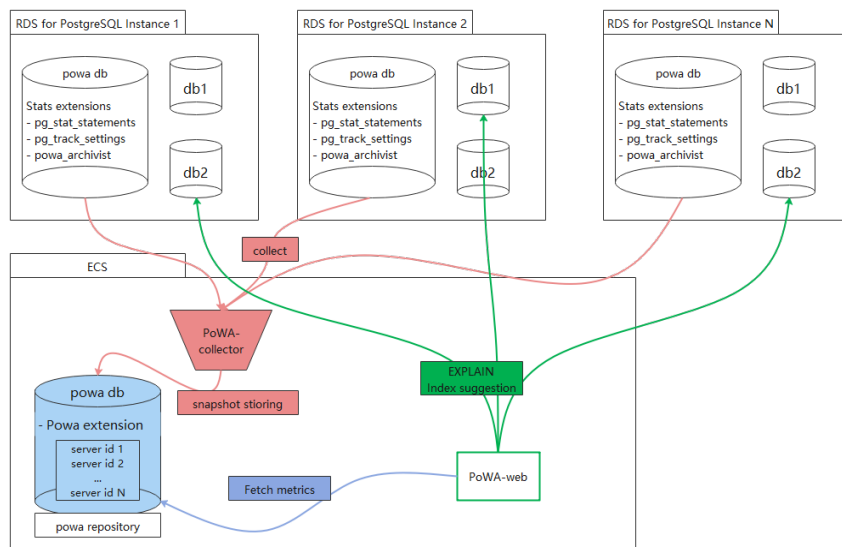 RDS for PostgreSQL Instance 1
RDS for PostgreSQL Instance 2
RDS for PostgreSQL Instance N
powa db
Stats extensions
- pg_stat_statements
- pg_track_settings
- powa_archivist
db1
db2
powa db
Stats extensions
- pg_stat_statements
- pg_track_settings
- powa_archivist
db1
db2
powa db
Stats extensions
- pg_stat_statements
- pg_track_settings
- powa_archivist
db1
db2
collect
ECS
PoWA-
collector
EXPLAIN
Index suggestion
snapshot stioring
powa db
- Powa extension
server id 1
server id 2
...
server id N
powa repository
Fetch metrics
PoWA-web